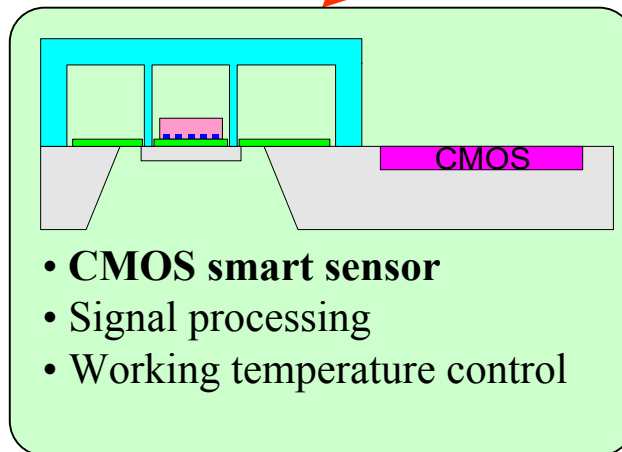 CMOS
• CMOS smart sensor
• Signal processing
• Working temperature control